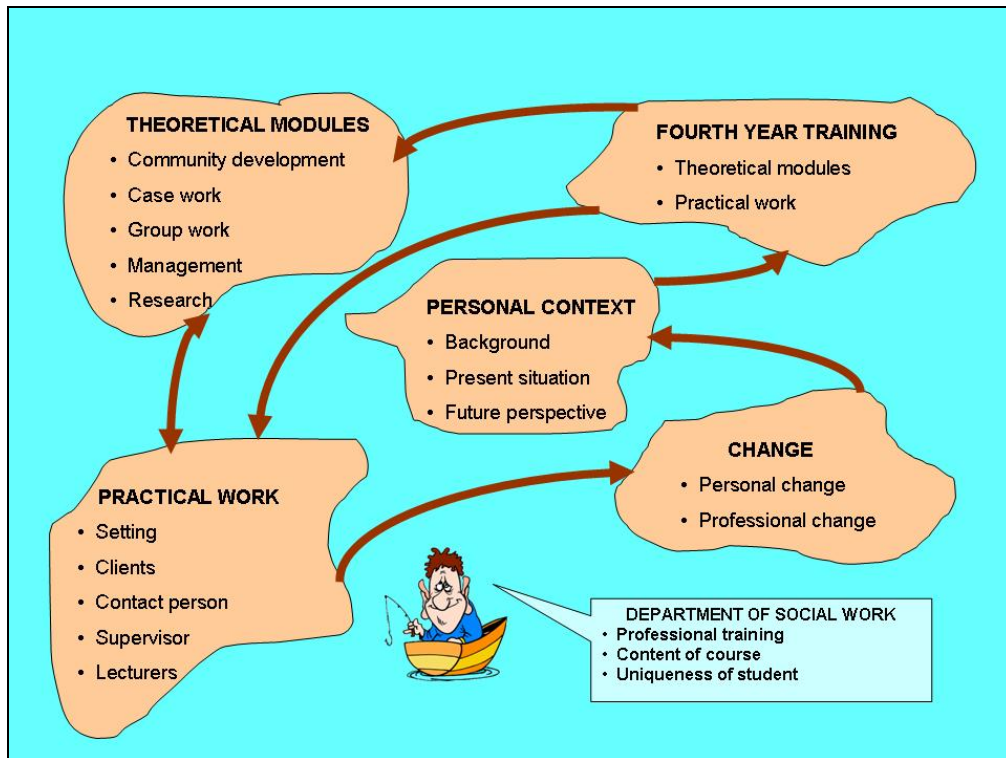 THEORETICAL MODULES
• Community development
• Case work
• Group work
• Management
• Research
FOURTH YEAR TRAINING
• Theoretical modules
• Practical work
PERSONAL CONTEXT
• Background
• Present situation
• Future perspective
CHANGE
• Personal change
• Professional change
PRACTICAL WORK
• Setting
• Clients
• Contact person
• Supervisor
• Lecturers
DEPARTMENT OF SOCIAL WORK
• Professional training
• Content of course
• Uniqueness of student